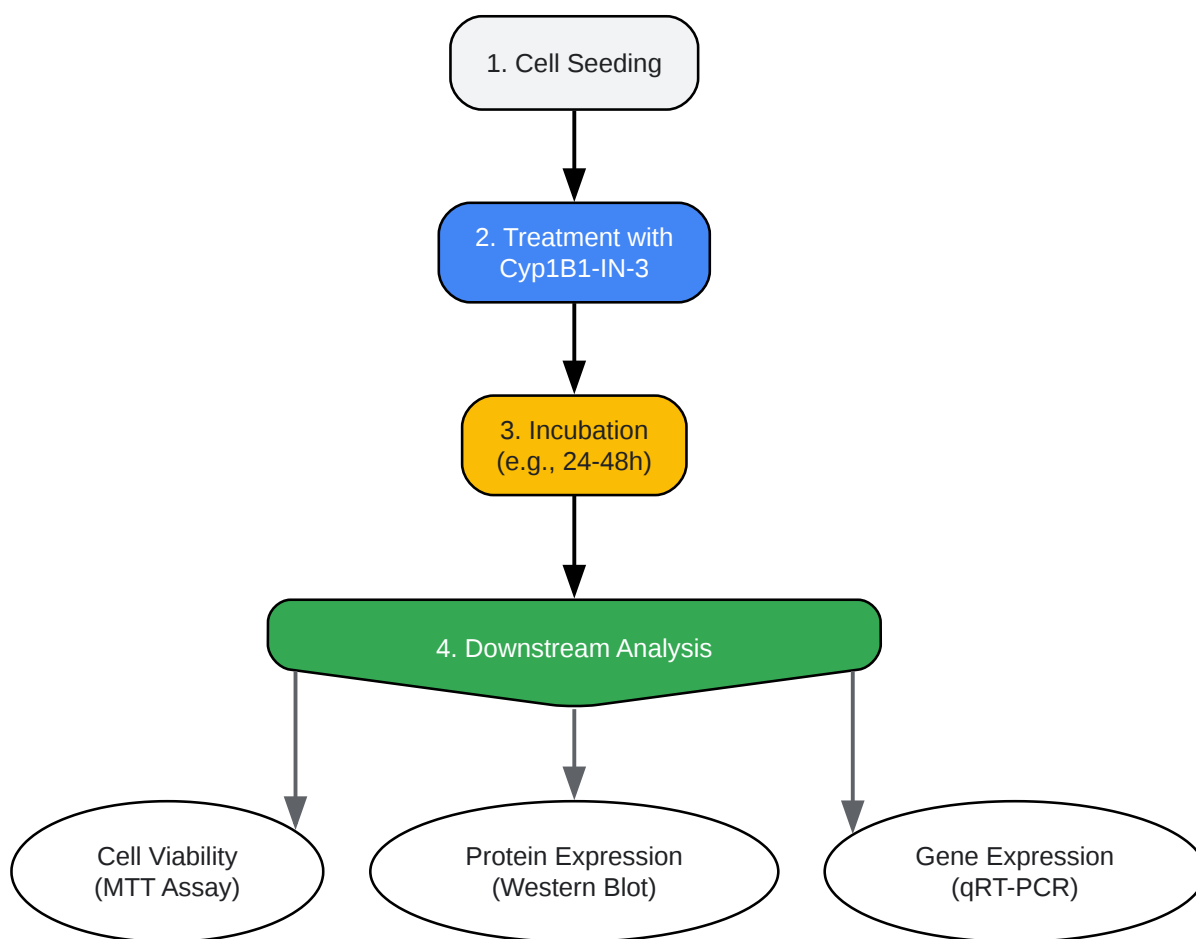 1. Cell Seeding
2. Treatment with
Cyp1B1-IN-3
3. Incubation
(e.g., 24-48h)
4. Downstream Analysis
Cell Viability
(MTT Assay)
Protein Expression
(Western Blot)
Gene Expression
(qRT-PCR)